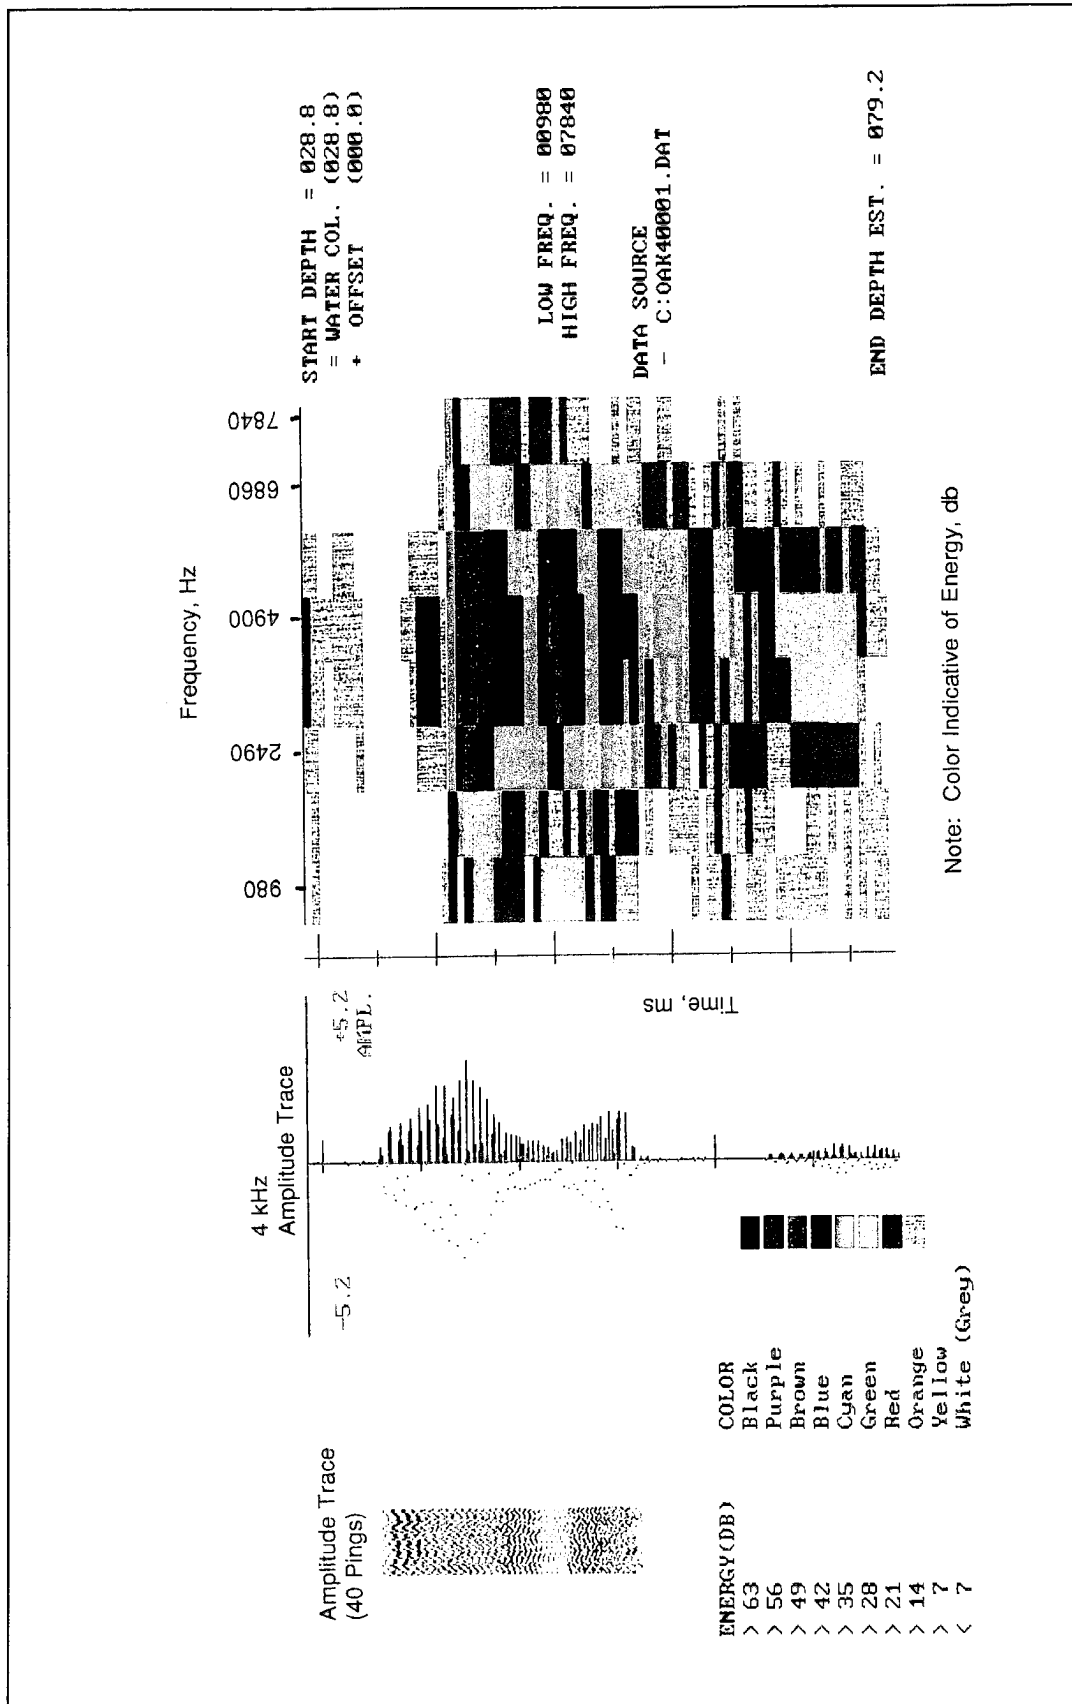 Amplitude Trace
(40 Pings)
4 kHz
Amplitude Trace
-5.2
+5.2
AMPL.
Frequency, Hz
980
2490
4900
6860
7840
Time, ms
START DEPTH = 028.8
= WATER COL. (028.8)
+ OFFSET (000.0)
LOW FREQ. = 00980
HIGH FREQ. = 07840
DATA SOURCE
- C:OAK40001.DAT
END DEPTH EST. = 079.2
ENERGY(DB) COLOR
> 63 Black
> 56 Purple
> 49 Brown
> 42 Blue
> 35 Cyan
> 28 Green
> 21 Red
> 14 Orange
> 7 Yellow
< 7 White (Grey)
Note: Color Indicative of Energy, db